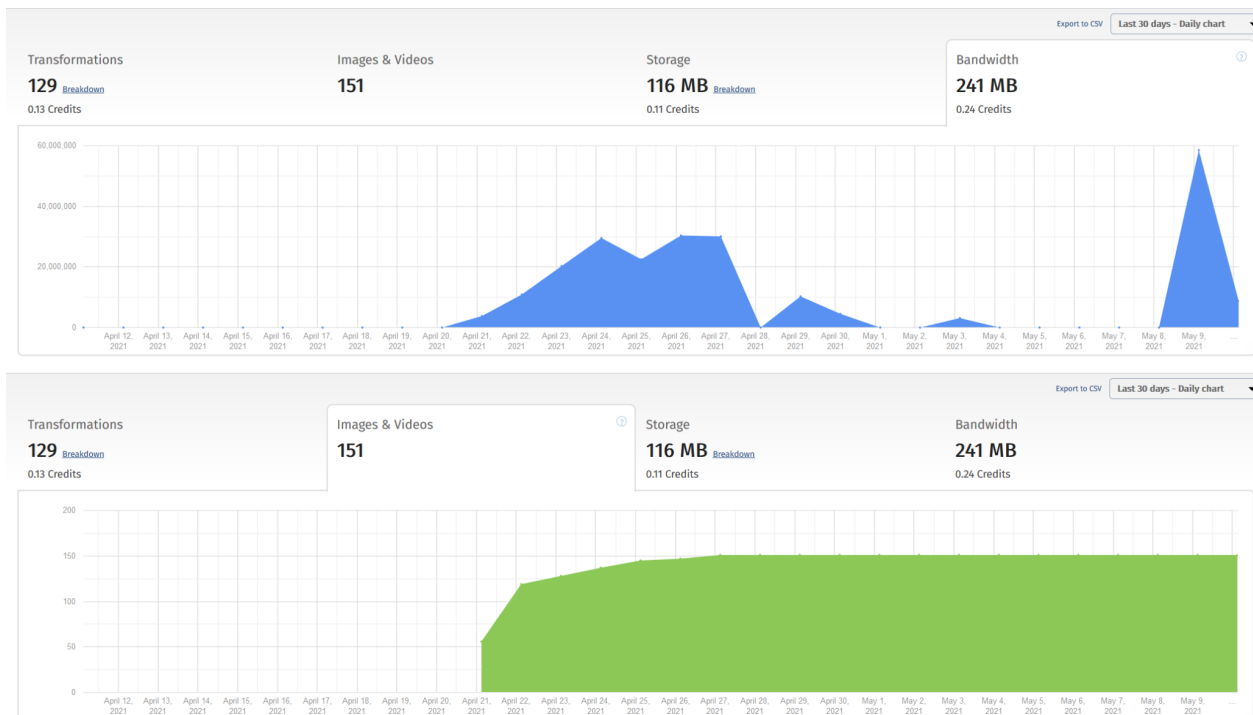 Export to CSV Last 30 days - Daily chart
Transformations Images & Videos Storage Bandwidth
129 Breakdown 151 116 MB Breakdown 241 MB
0.13 Credits 0.11 Credits 0.24 Credits
60,000,000
40,000,000
20,000,000
0
April 12, 2021 April 13, 2021 April 14, 2021 April 15, 2021 April 16, 2021 April 17, 2021 April 18, 2021 April 19, 2021 April 20, 2021 April 21, 2021 April 22, 2021 April 23, 2021 April 24, 2021 April 25, 2021 April 26, 2021 April 27, 2021 April 28, 2021 April 29, 2021 April 30, 2021 May 1, 2021 May 2, 2021 May 3, 2021 May 4, 2021 May 5, 2021 May 6, 2021 May 7, 2021 May 8, 2021 May 9, 2021 ...
Export to CSV Last 30 days - Daily chart
Transformations Images & Videos Storage Bandwidth
129 Breakdown 151 116 MB Breakdown 241 MB
0.13 Credits 0.11 Credits 0.24 Credits
200
150
100
50
0
April 12, 2021 April 13, 2021 April 14, 2021 April 15, 2021 April 16, 2021 April 17, 2021 April 18, 2021 April 19, 2021 April 20, 2021 April 21, 2021 April 22, 2021 April 23, 2021 April 24, 2021 April 25, 2021 April 26, 2021 April 27, 2021 April 28, 2021 April 29, 2021 April 30, 2021 May 1, 2021 May 2, 2021 May 3, 2021 May 4, 2021 May 5, 2021 May 6, 2021 May 7, 2021 May 8, 2021 May 9, 2021 ...